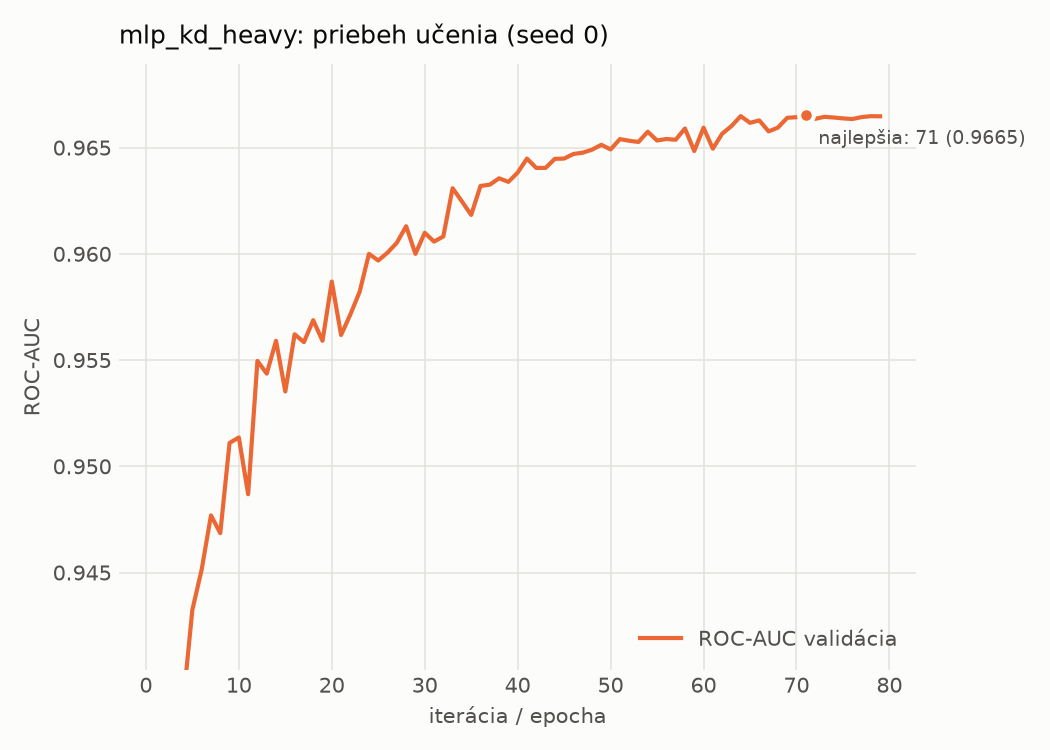 mlp_kd_heavy: priebeh učenia (seed 0)
najlepšia: 71 (0.9665)
0.965
0.960
0.955
0.950
0.945
ROC-AUC
ROC-AUC validácia
0 10 20 30 40 50 60 70 80
iterácia / epocha